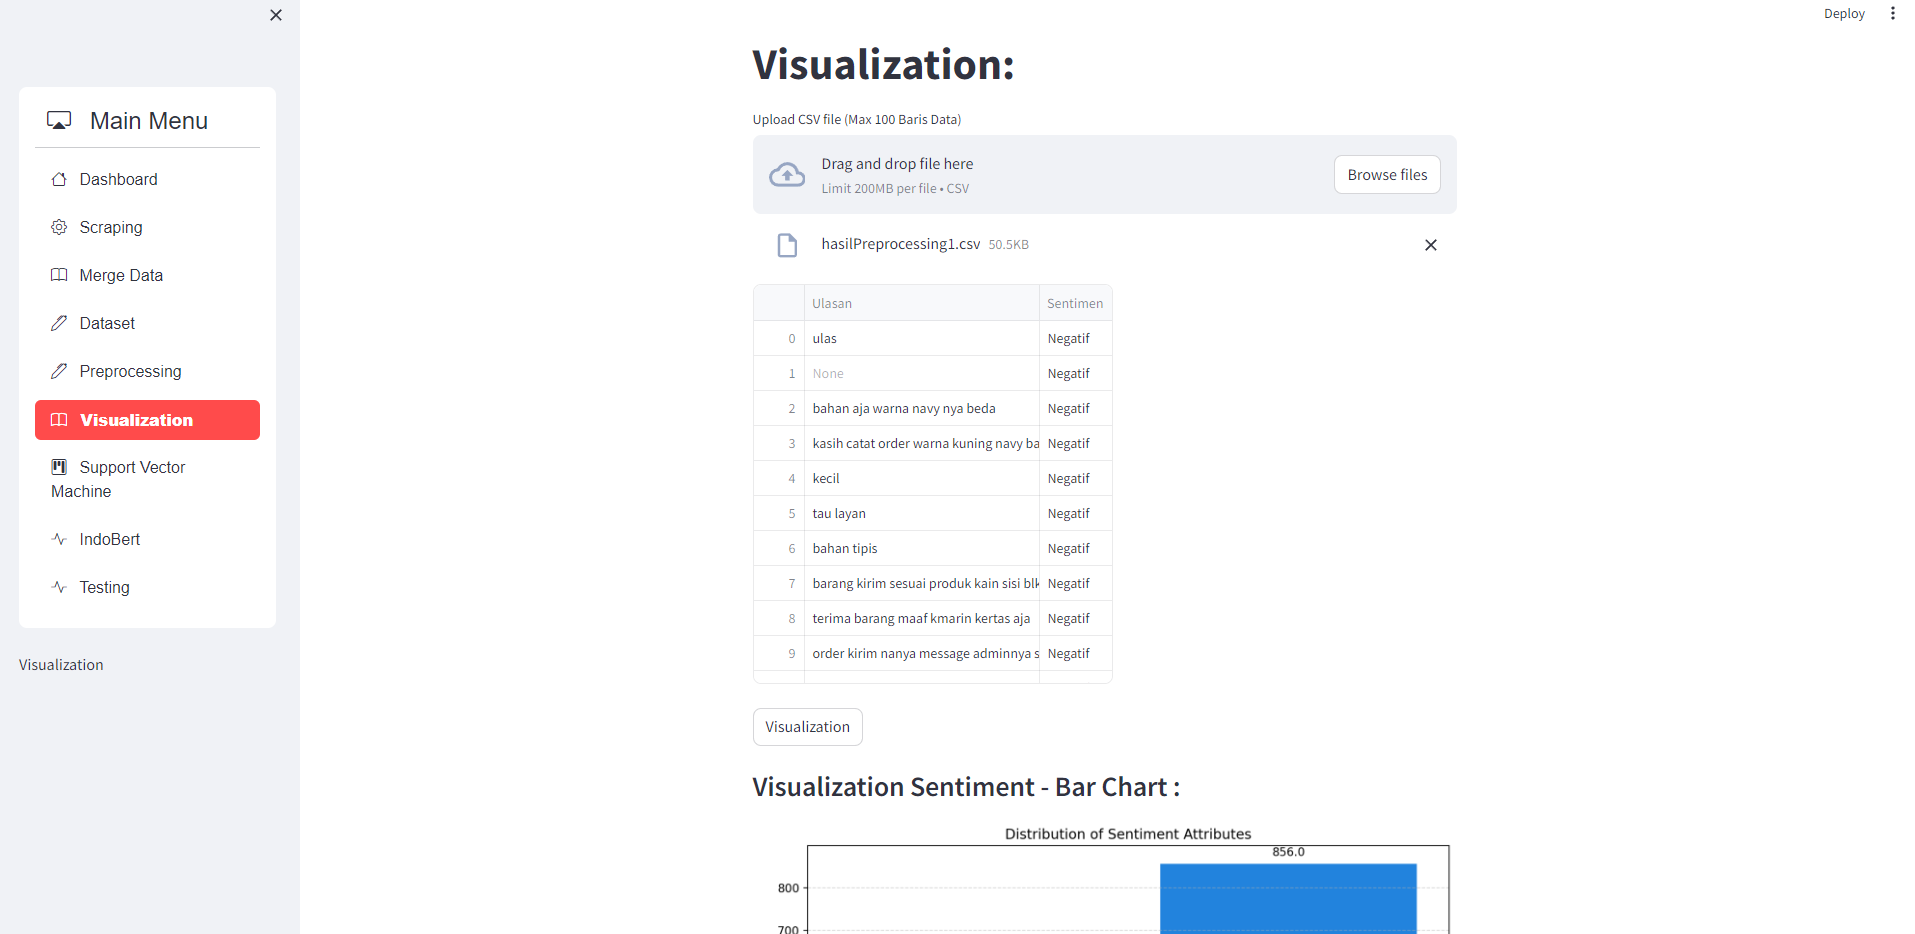 Deploy
Main Menu
Dashboard
Scraping
Merge Data
Dataset
Preprocessing
Visualization
Support Vector
Machine
IndoBert
Testing
Visualization
Visualization:
Upload CSV file (Max 100 Baris Data)
Drag and drop file here
Limit 200MB per file • CSV
Browse files
hasilPreprocessing1.csv 50.5KB
Ulasan Sentimen
0 ulas Negatif
1 None Negatif
2 bahan aja warna navy nya beda Negatif
3 kasih catat order warna kuning navy ba Negatif
4 kecil Negatif
5 tau layan Negatif
6 bahan tipis Negatif
7 barang kirim sesuai produk kain sisi blk Negatif
8 terima barang maaf kmarin kertas aja Negatif
9 order kirim nanya message adminnya s Negatif
Visualization
Visualization Sentiment - Bar Chart :
Distribution of Sentiment Attributes
856.0
800
700